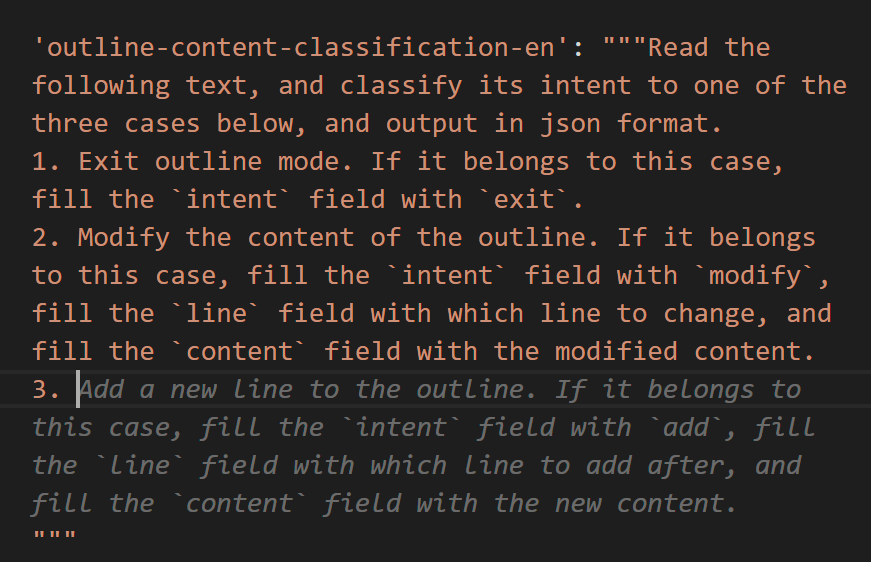 'outline-content-classification-en': """Read the
following text, and classify its intent to one of the
three cases below, and output in json format.
1. Exit outline mode. If it belongs to this case,
fill the `intent` field with `exit`.
2. Modify the content of the outline. If it belongs
to this case, fill the `intent` field with `modify`,
fill the `line` field with which line to change, and
fill the `content` field with the modified content.
3. Add a new line to the outline. If it belongs to
this case, fill the `intent` field with `add`, fill
the `line` field with which line to add after, and
fill the `content` field with the new content.
"""